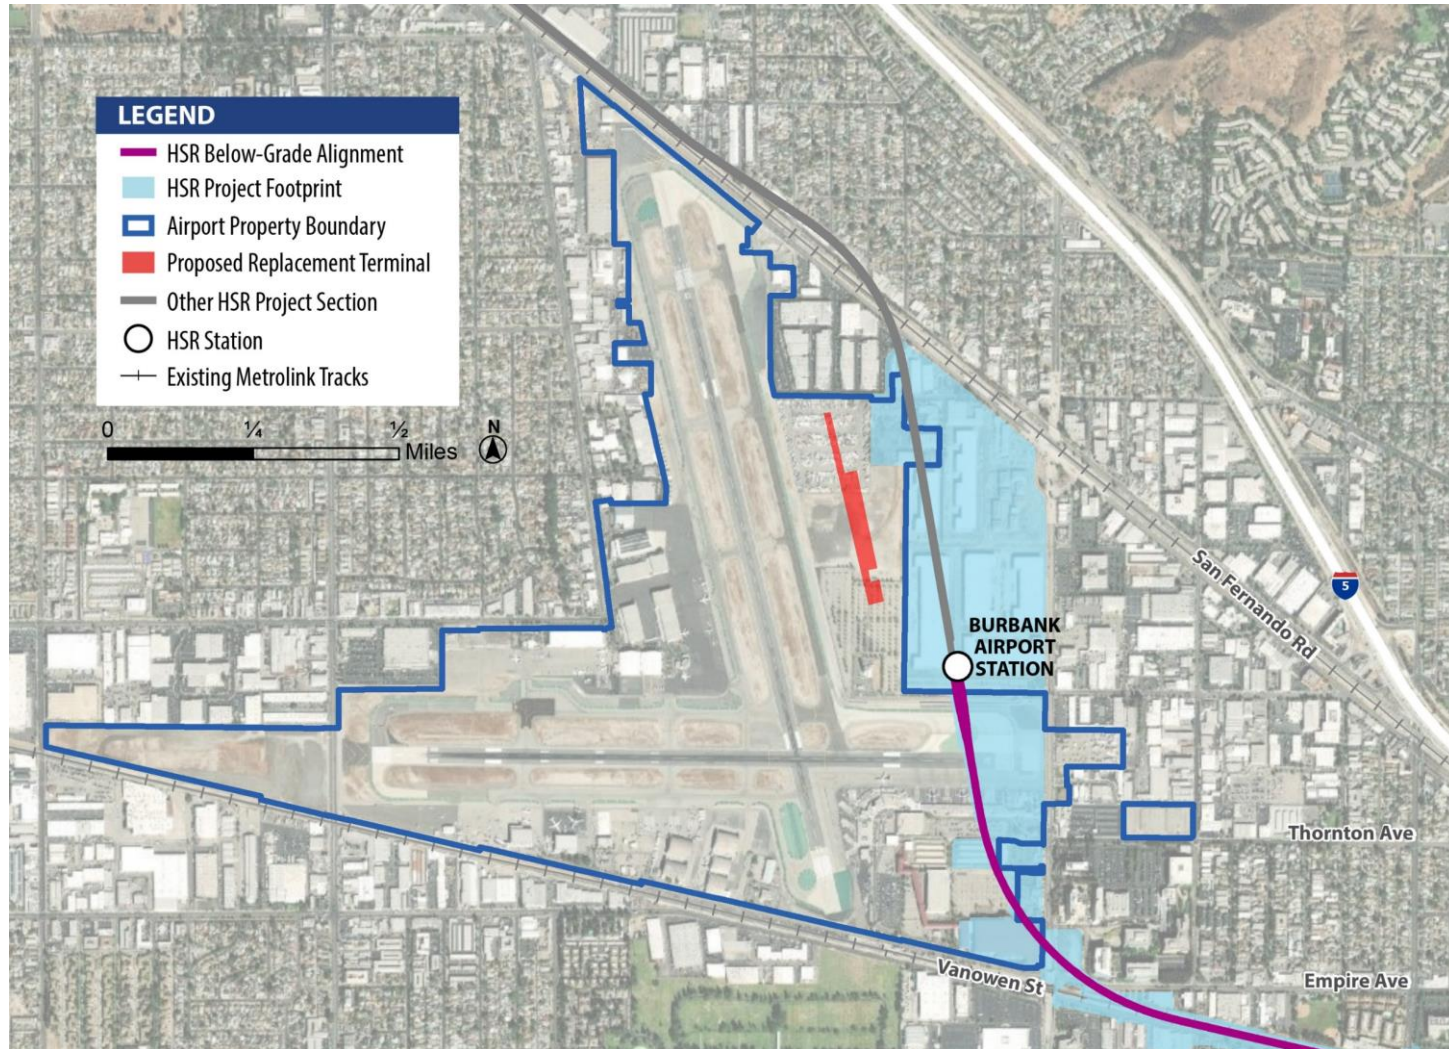 LEGEND
HSR Below-Grade Alignment
HSR Project Footprint
Airport Property Boundary
Proposed Replacement Terminal
Other HSR Project Section
HSR Station
Existing Metrolink Tracks
0 ¼ ½
Miles
N
San Fernando Rd
5
BURBANK
AIRPORT
STATION
Thornton Ave
Vanowen St
Empire Ave